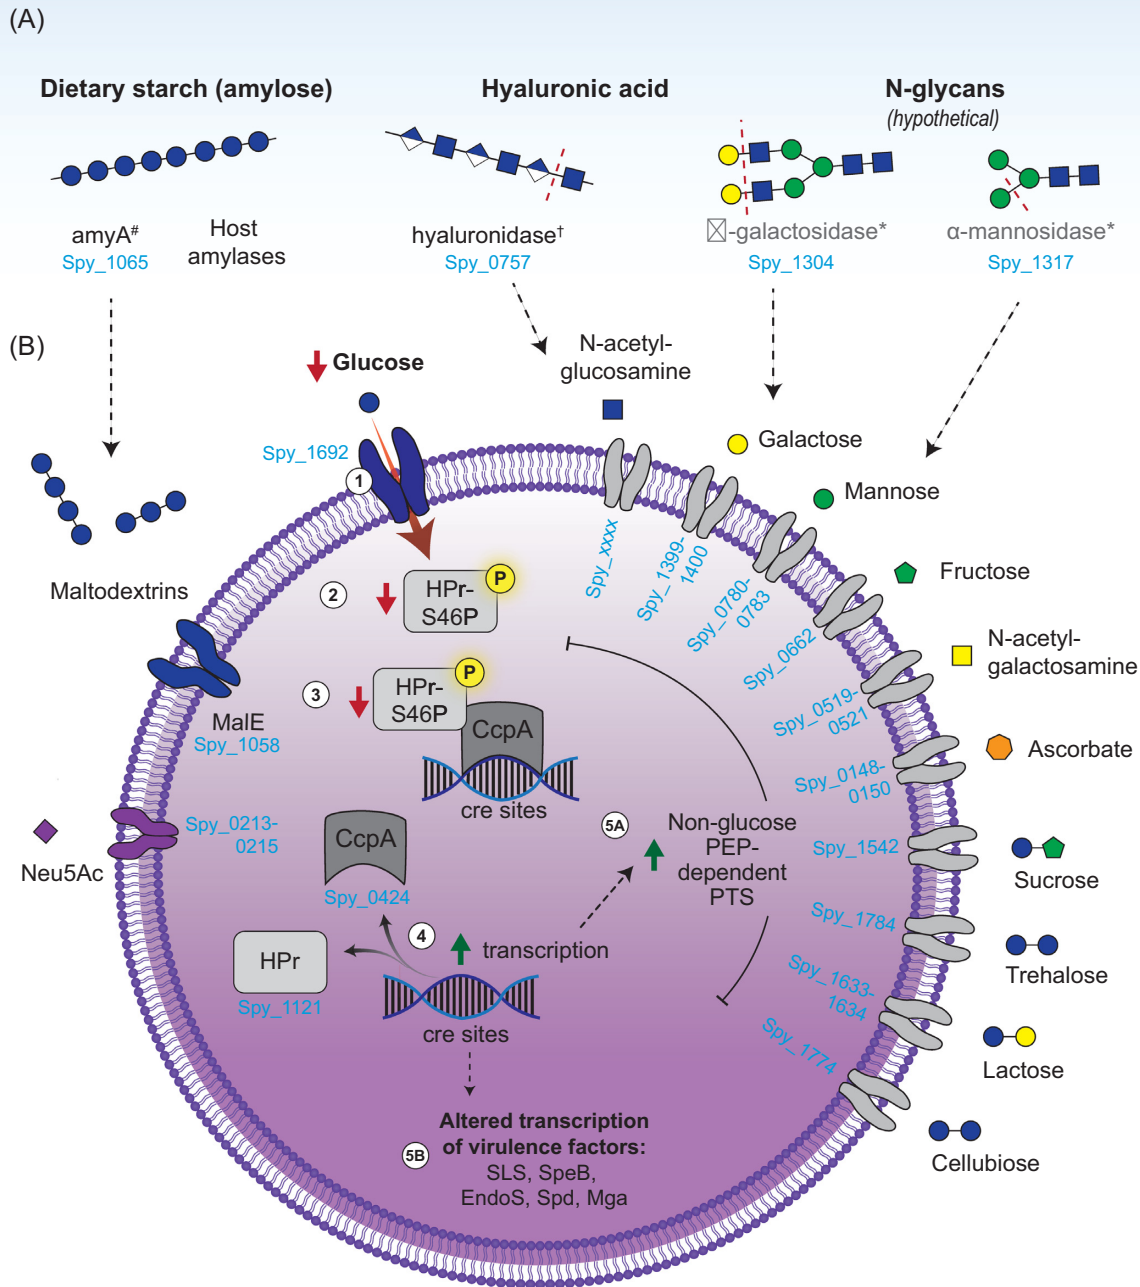 (A)
Dietary starch (amylose)
Hyaluronic acid
N-glycans
(hypothetical)
amyA#
Spy_1065
Host
amylases
hyaluronidase†
Spy_0757
☒-galactosidase*
Spy_1304
α-mannosidase*
Spy_1317
(B)
Glucose
N-acetyl-
glucosamine
Galactose
Mannose
Spy_1692
1
Maltodextrins
Spy_xxxx
Spy_1399-
1400
Spy_0780-
0783
Fructose
2
HPr-
S46P
P
Spy_0662
N-acetyl-
galactosamine
3
HPr-
S46P
P
CcpA
cre sites
MalE
Spy_1058
Spy_0519-
0521
Ascorbate
Spy_0148-
0150
Neu5Ac
Spy_0213-
0215
CcpA
Spy_0424
5A
Non-glucose
PEP-
dependent
PTS
Spy_1542
Sucrose
4
transcription
HPr
Spy_1121
cre sites
Spy_1784
Trehalose
Spy_1633-
1634
Lactose
Spy_1774
Cellubiose
5B
Altered transcription
of virulence factors:
SLS, SpeB,
EndoS, Spd, Mga